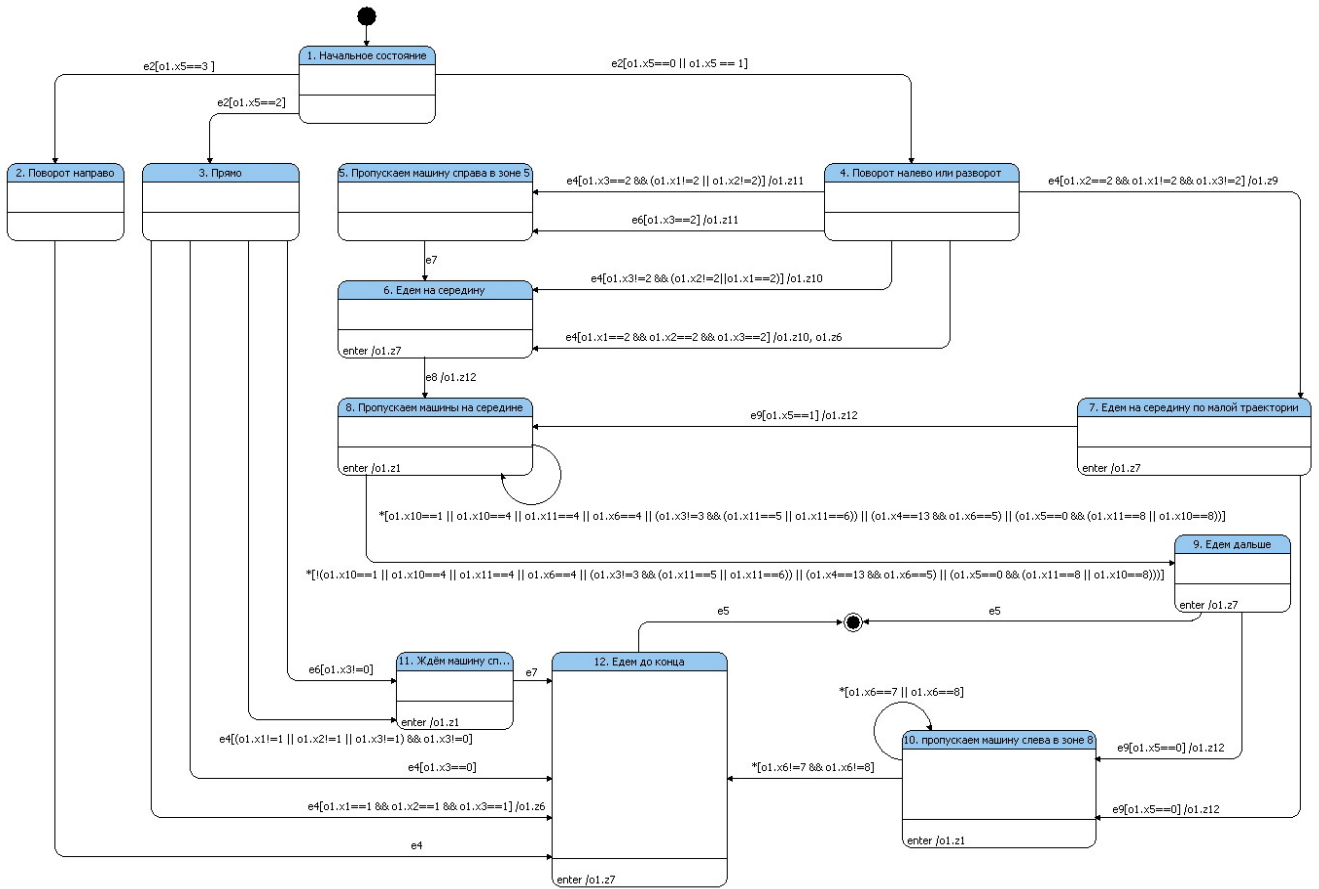 1. Начальное состояние
e2[o1.x5==3 ]
e2[o1.x5==0 || o1.x5 == 1]
e2[o1.x5==2]
2. Поворот направо
3. Прямо
5. Пропускаем машину справа в зоне 5
4. Поворот налево или разворот
e4[o1.x3==2 && (o1.x1!=2 || o1.x2!=2)] /o1.z11
e4[o1.x2==2 && o1.x1!=2 && o1.x3!=2] /o1.z9
e6[o1.x3==2] /o1.z11
e7
e4[o1.x3!=2 && (o1.x2!=2||o1.x1==2)] /o1.z10
6. Едем на середину
e4[o1.x1==2 && o1.x2==2 && o1.x3==2] /o1.z10, o1.z6
enter /o1.z7
e8 /o1.z12
8. Пропускаем машины на середине
e9[o1.x5==1] /o1.z12
7. Едем на середину по малой траектории
enter /o1.z1
enter /o1.z7
*[o1.x10==1 || o1.x10==4 || o1.x11==4 || o1.x6==4 || (o1.x3!=3 && (o1.x11==5 || o1.x11==6)) || (o1.x4==13 && o1.x6==5) || (o1.x5==0 && (o1.x11==8 || o1.x10==8))]
9. Едем дальше
*[!(o1.x10==1 || o1.x10==4 || o1.x11==4 || o1.x6==4 || (o1.x3!=3 && (o1.x11==5 || o1.x11==6)) || (o1.x4==13 && o1.x6==5) || (o1.x5==0 && (o1.x11==8 || o1.x10==8)))]
enter /o1.z7
e5
e5
11. Ждём машину сп...
12. Едем до конца
e6[o1.x3!=0]
e7
*[o1.x6==7 || o1.x6==8]
enter /o1.z1
e4[(o1.x1!=1 || o1.x2!=1 || o1.x3!=1) && o1.x3!=0]
10. пропускаем машину слева в зоне 8
e9[o1.x5==0] /o1.z12
e4[o1.x3==0]
*[o1.x6!=7 && o1.x6!=8]
e4[o1.x1==1 && o1.x2==1 && o1.x3==1] /o1.z6
e9[o1.x5==0] /o1.z12
enter /o1.z1
e4
enter /o1.z7